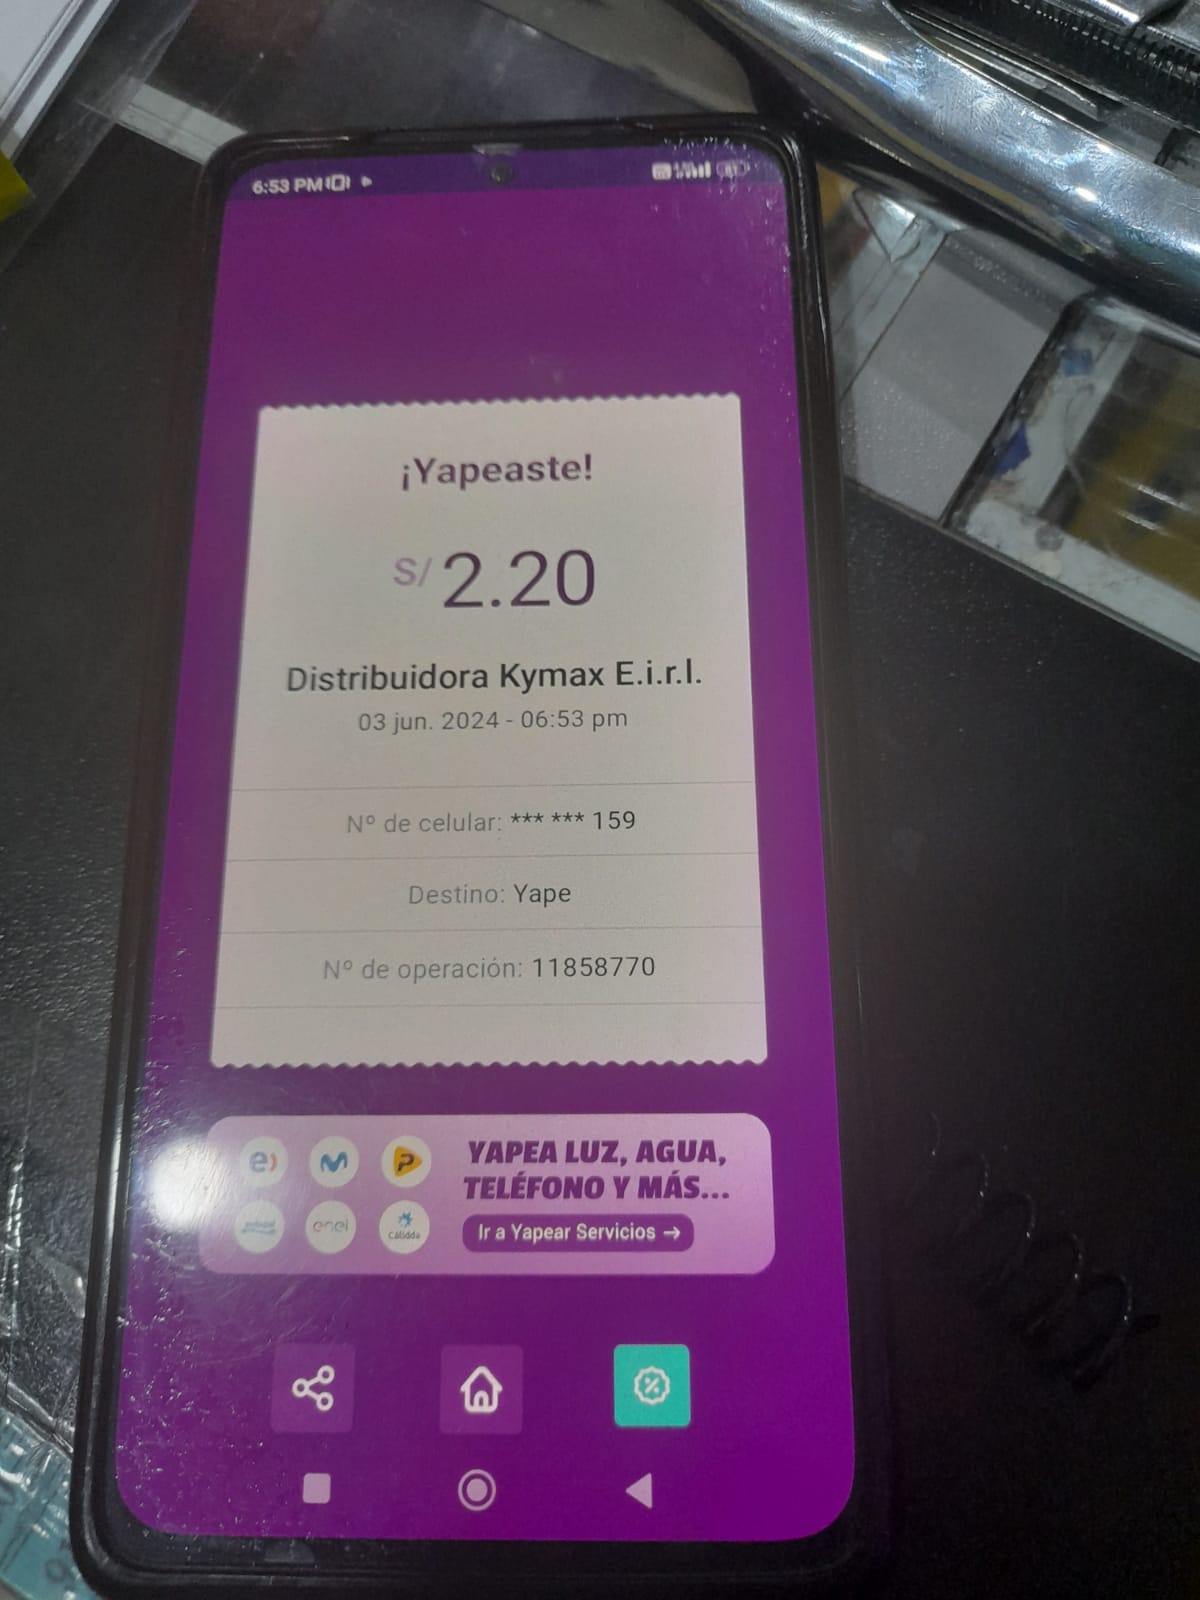 6:53 PM
¡Yapeaste!
S/ 2.20
Distribuidora Kymax E.i.r.l.
03 jun. 2024 - 06:53 pm
Nº de celular: *** *** 159
Destino: Yape
Nº de operación: 11858770
YAPEA LUZ, AGUA,
TELÉFONO Y MÁS...
enel
Cálidda
Ir a Yapear Servicios →